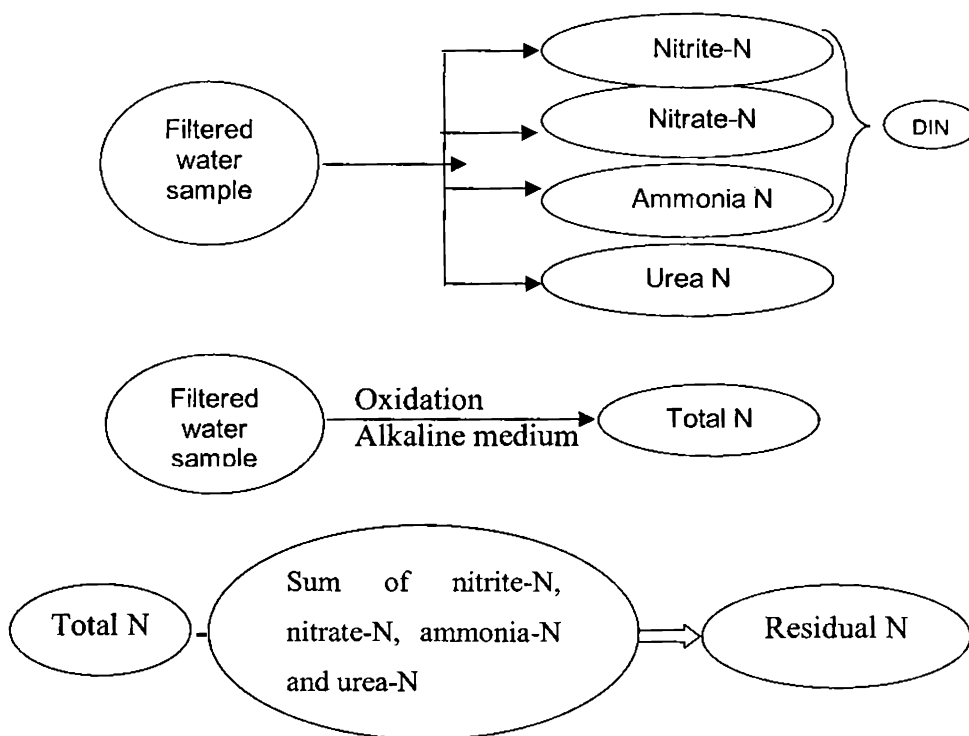 Nitrite-N
Filtered
water
sample
Nitrate-N
DIN
Ammonia N
Urea N
Filtered
water
sample
Oxidation
Alkaline medium
Total N
Total N
-
Sum of nitrite-N,
nitrate-N, ammonia-N
and urea-N
Residual N